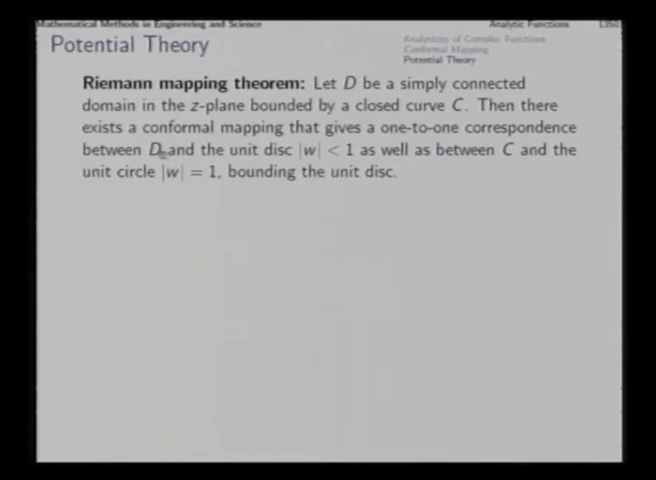 Mathematical Methods in Engineering and Science
Analytic Functions
Potential Theory
Analyticity of Complex Functions
Conformal Mapping
Potential Theory
Riemann mapping theorem: Let D be a simply connected
domain in the z-plane bounded by a closed curve C. Then there
exists a conformal mapping that gives a one-to-one correspondence
between D and the unit disc |w| < 1 as well as between C and the
unit circle |w| = 1, bounding the unit disc.